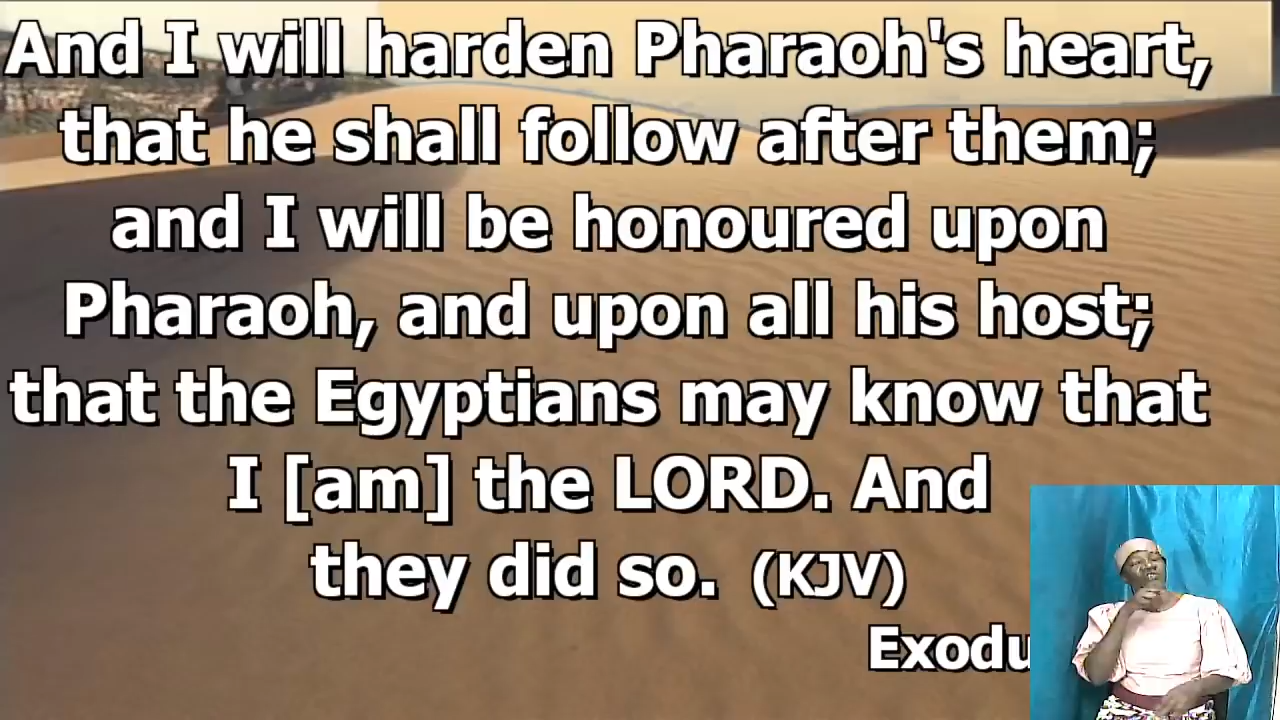 And I will harden Pharaoh's heart,
that he shall follow after them;
and I will be honoured upon
Pharaoh, and upon all his host;
that the Egyptians may know that
I [am] the LORD. And
they did so. (KJV)
Exodu